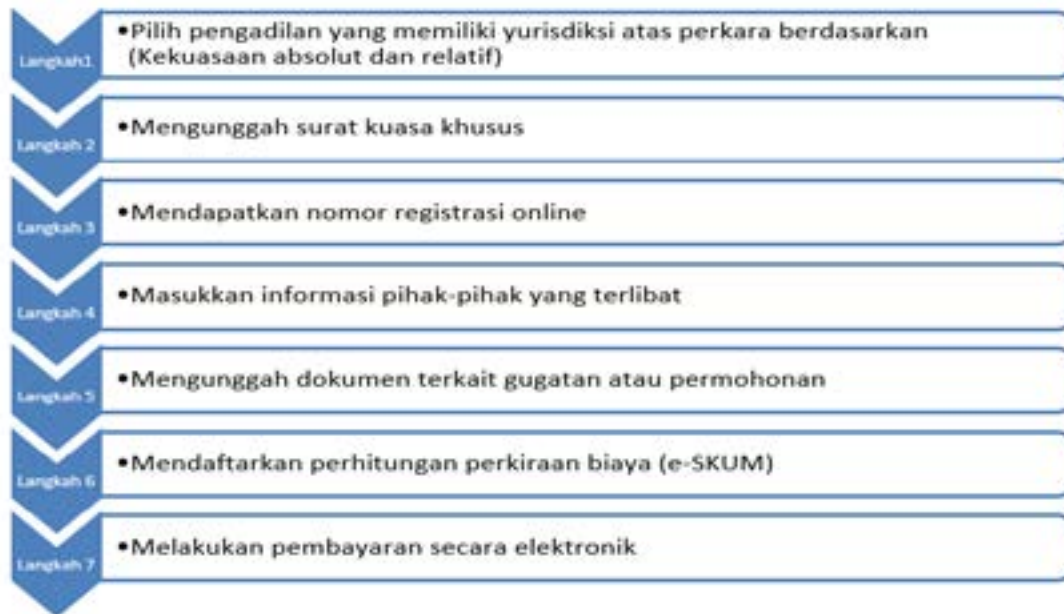 Langkah1
•Pilih pengadilan yang memiliki yurisdiksi atas perkara berdasarkan
(Kekuasaan absolut dan relatif)
Langkah 2
•Mengunggah surat kuasa khusus
Langkah 3
•Mendapatkan nomor registrasi online
Langkah 4
•Masukkan informasi pihak-pihak yang terlibat
Langkah 5
•Mengunggah dokumen terkait gugatan atau permohonan
Langkah 6
•Mendaftarkan perhitungan perkiraan biaya (e-SKUM)
Langkah 7
•Melakukan pembayaran secara elektronik